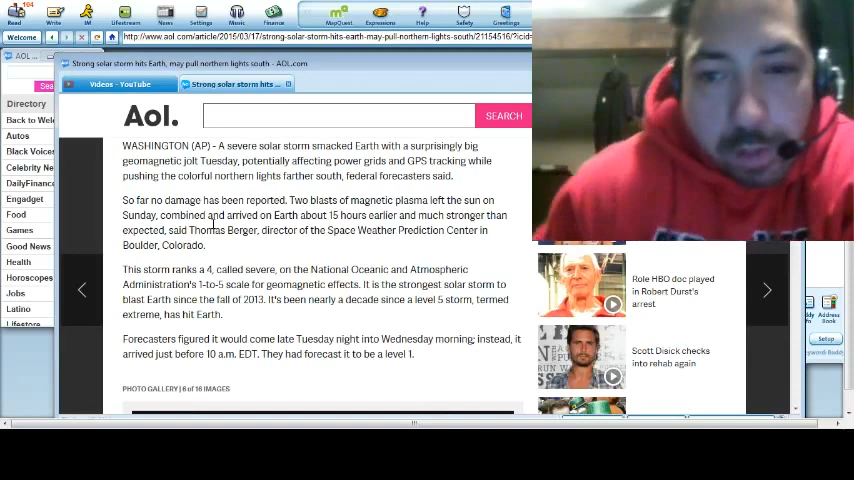 104
Read Write IM Lifestream News Settings Music Finance MapQuest Expressions Help Safety Greetings
Welcome http://www.aol.com/article/2015/03/17/strong-solar-storm-hits-earth-may-pull-northern-lights-south/21154516/?icid=
AOL ...
Strong solar storm hits Earth, may pull northern lights south - AOL.com
Videos - YouTube
Strong solar storm hits ...
Sea
Directory
Back to Wel
Autos
Black Voices
Celebrity Ne
DailyFinance
Engadget
Food
Games
Good News
Health
Horoscopes
Jobs
Latino
Lifestore
Aol.
SEARCH
WASHINGTON (AP) - A severe solar storm smacked Earth with a surprisingly big
geomagnetic jolt Tuesday, potentially affecting power grids and GPS tracking while
pushing the colorful northern lights farther south, federal forecasters said.
So far no damage has been reported. Two blasts of magnetic plasma left the sun on
Sunday, combined and arrived on Earth about 15 hours earlier and much stronger than
expected, said Thomas Berger, director of the Space Weather Prediction Center in
Boulder, Colorado.
This storm ranks a 4, called severe, on the National Oceanic and Atmospheric
Administration's 1-to-5 scale for geomagnetic effects. It is the strongest solar storm to
blast Earth since the fall of 2013. It's been nearly a decade since a level 5 storm, termed
extreme, has hit Earth.
Forecasters figured it would come late Tuesday night into Wednesday morning; instead, it
arrived just before 10 a.m. EDT. They had forecast it to be a level 1.
PHOTO GALLERY | 6 of 16 IMAGES
Role HBO doc played
in Robert Durst's
arrest
Scott Disick checks
into rehab again
Address
Book
Setup